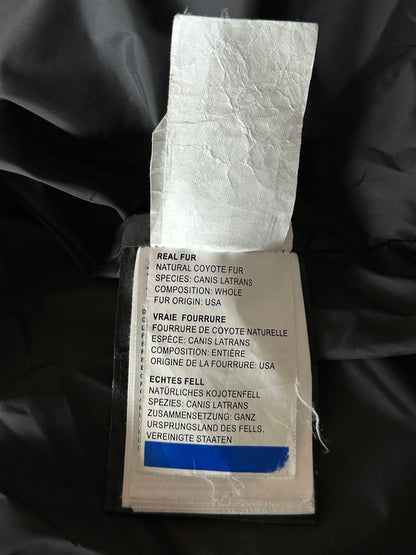 REAL FUR
NATURAL COYOTE FUR
SPECIES: CANIS LATRANS
COMPOSITION: WHOLE
FUR ORIGIN: USA
VRAIE FOURRURE
FOURRURE DE COYOTE NATURELLE
ESPÈCE: CANIS LATRANS
COMPOSITION: ENTIÈRE
ORIGINE DE LA FOURRURE: USA
ECHTES FELL
NATÜRLICHES KOJOTENFELL
SPEZIES: CANIS LATRANS
ZUSAMMENSETZUNG: GANZ
URSPRUNGSLAND DES FELLS:
VEREINIGTE STAATEN